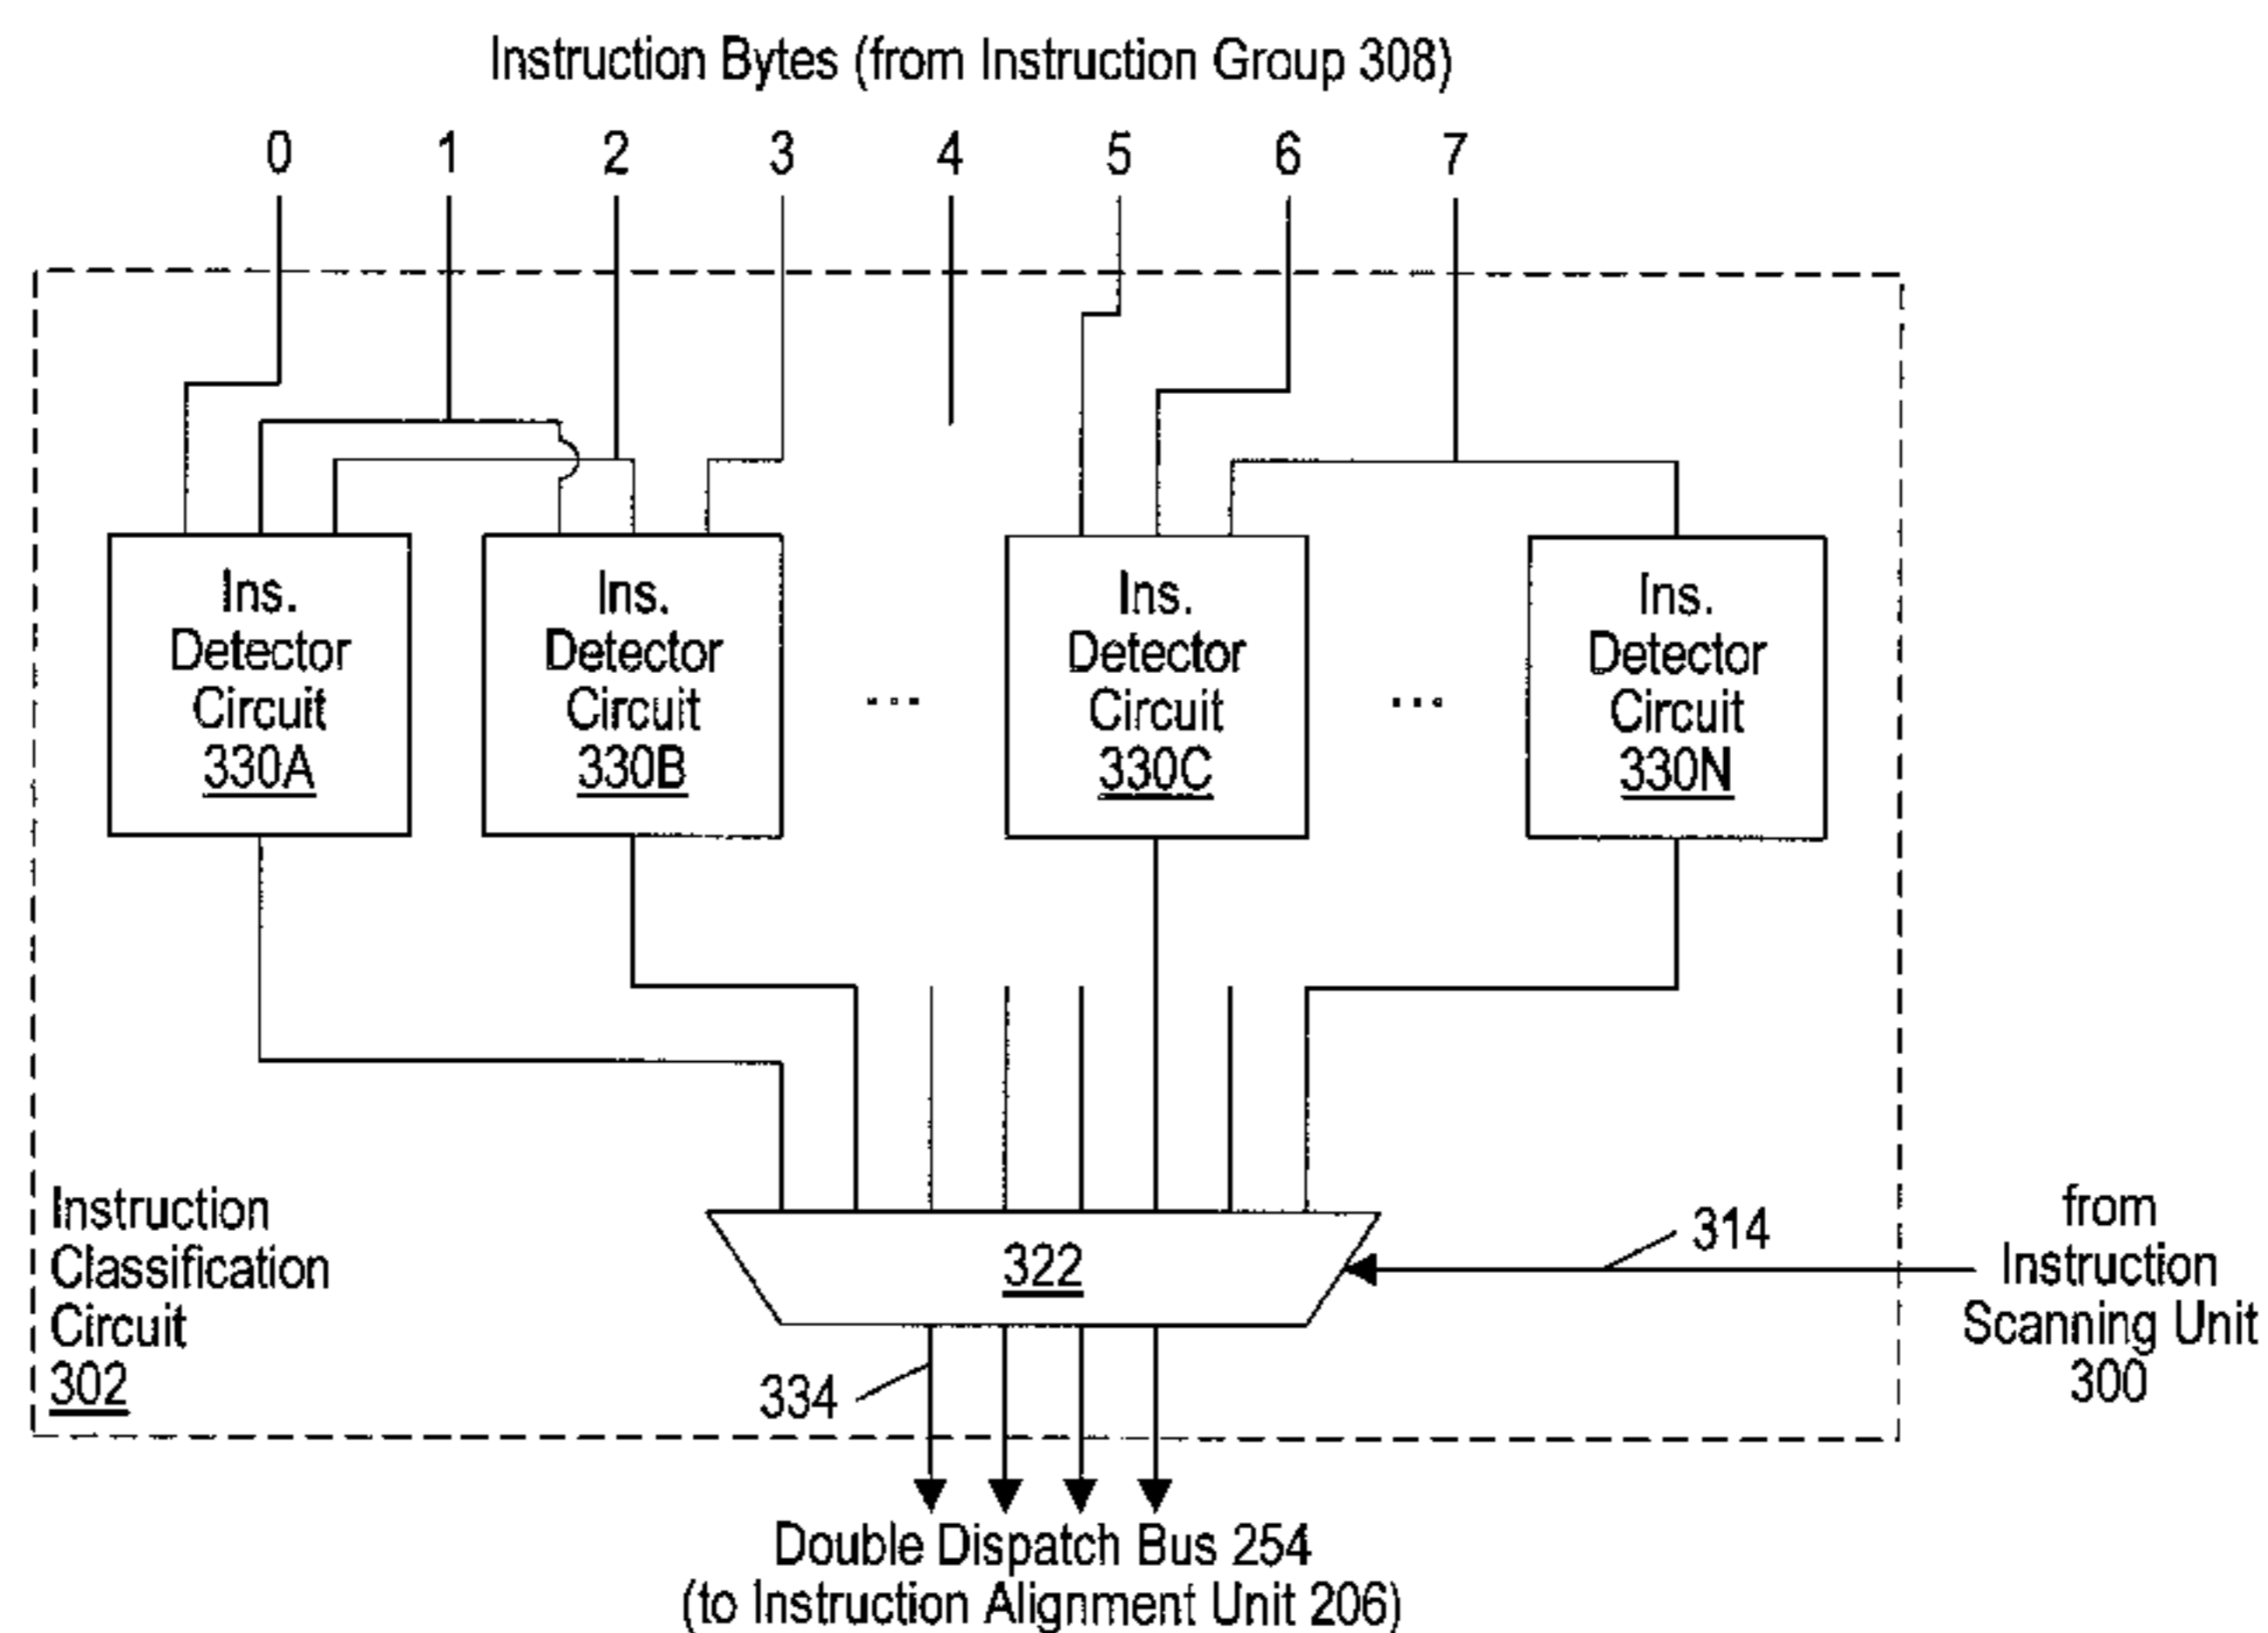 Instruction Bytes (from Instruction Group 308)
0 1 2 3 4 5 6 7
Ins.
Detector
Circuit
330A
Ins.
Detector
Circuit
330B
...
Ins.
Detector
Circuit
330C
...
Ins.
Detector
Circuit
330N
Instruction
Classification
Circuit
302
322
314
from
Instruction
Scanning Unit
300
334
Double Dispatch Bus 254
(to Instruction Alignment Unit 206)